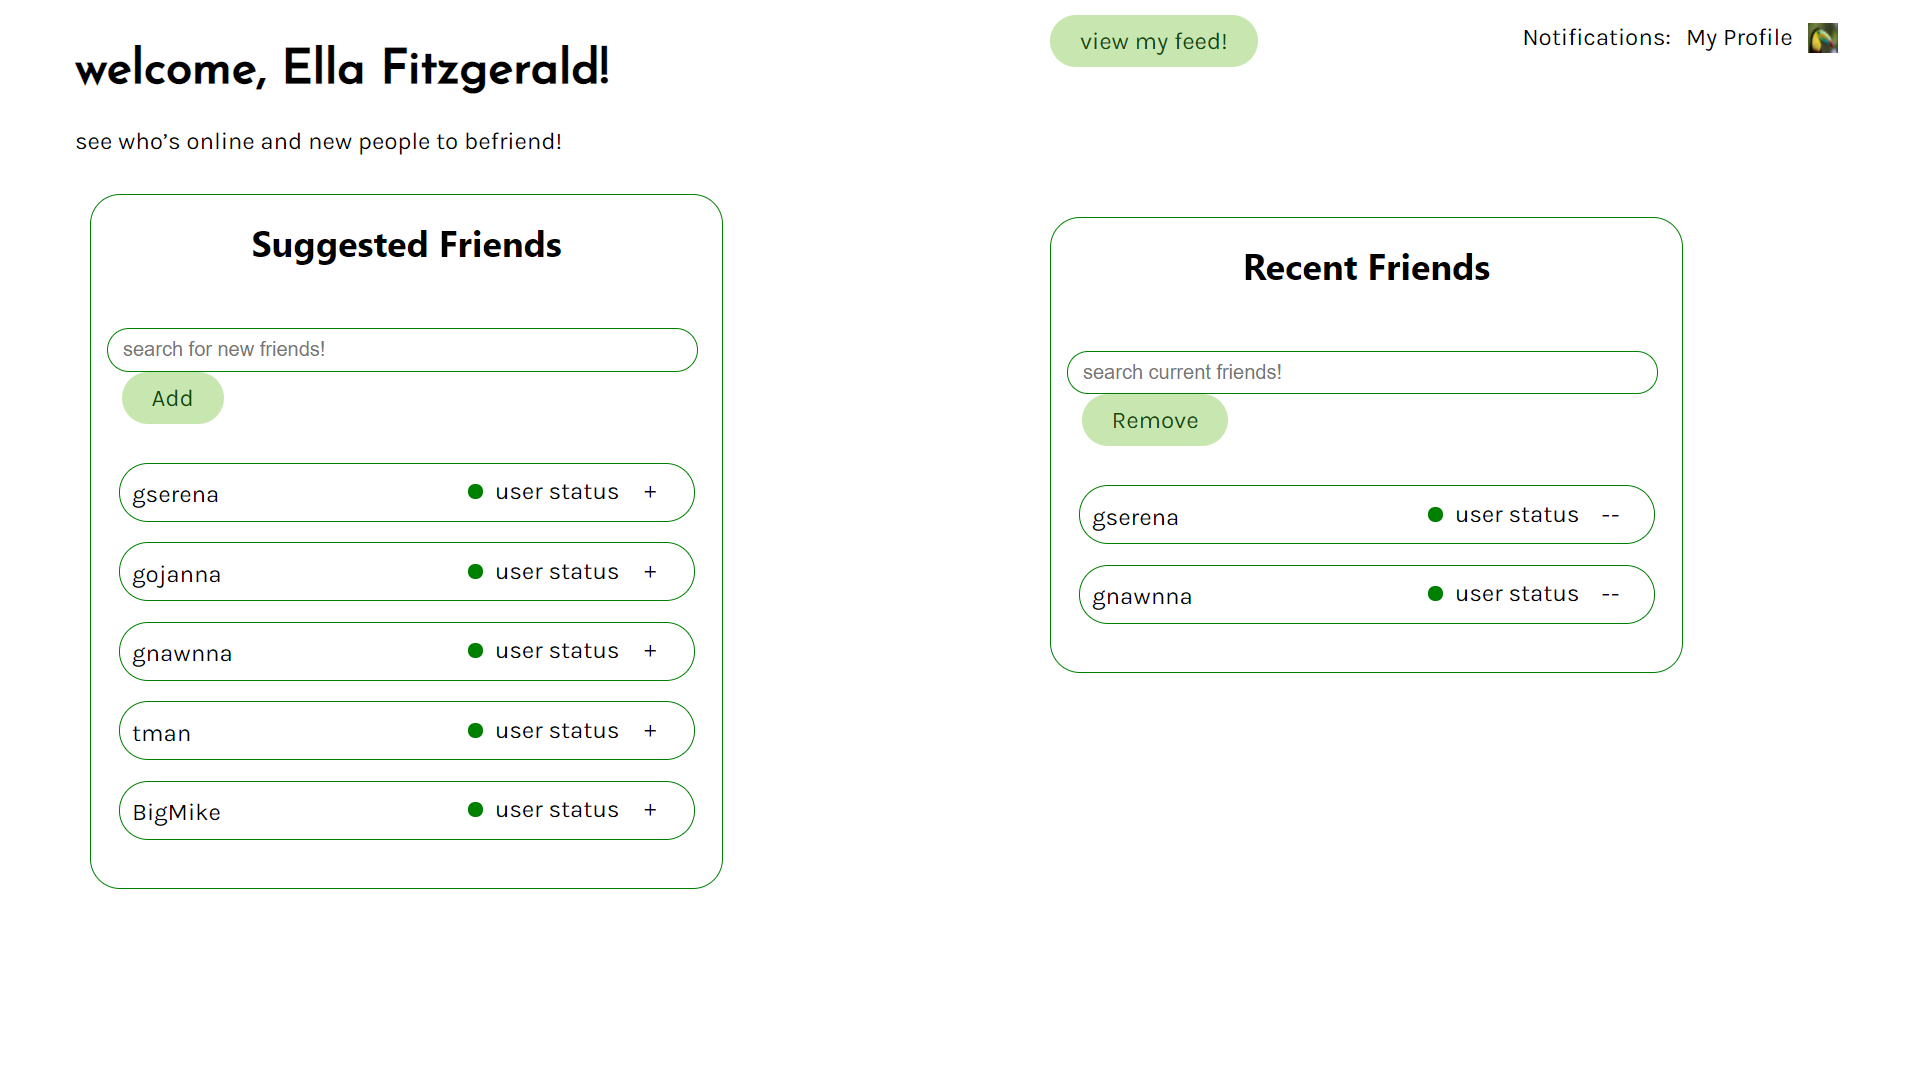 welcome, Ella Fitzgerald!
view my feed!
Notifications: My Profile
see who’s online and new people to befriend!
Suggested Friends
search for new friends!
Add
gserena user status +
gojanna user status +
gnawnna user status +
tman user status +
BigMike user status +
Recent Friends
search current friends!
Remove
gserena user status --
gnawnna user status --